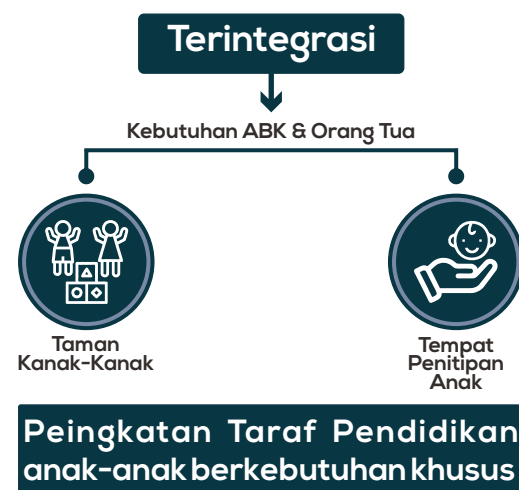 Terintegrasi
Kebutuhan ABK & Orang Tua
Taman
Kanak-Kanak
Tempat
Penitipan
Anak
Peingkatan Taraf Pendidikan
anak-anak berkebutuhan khusus